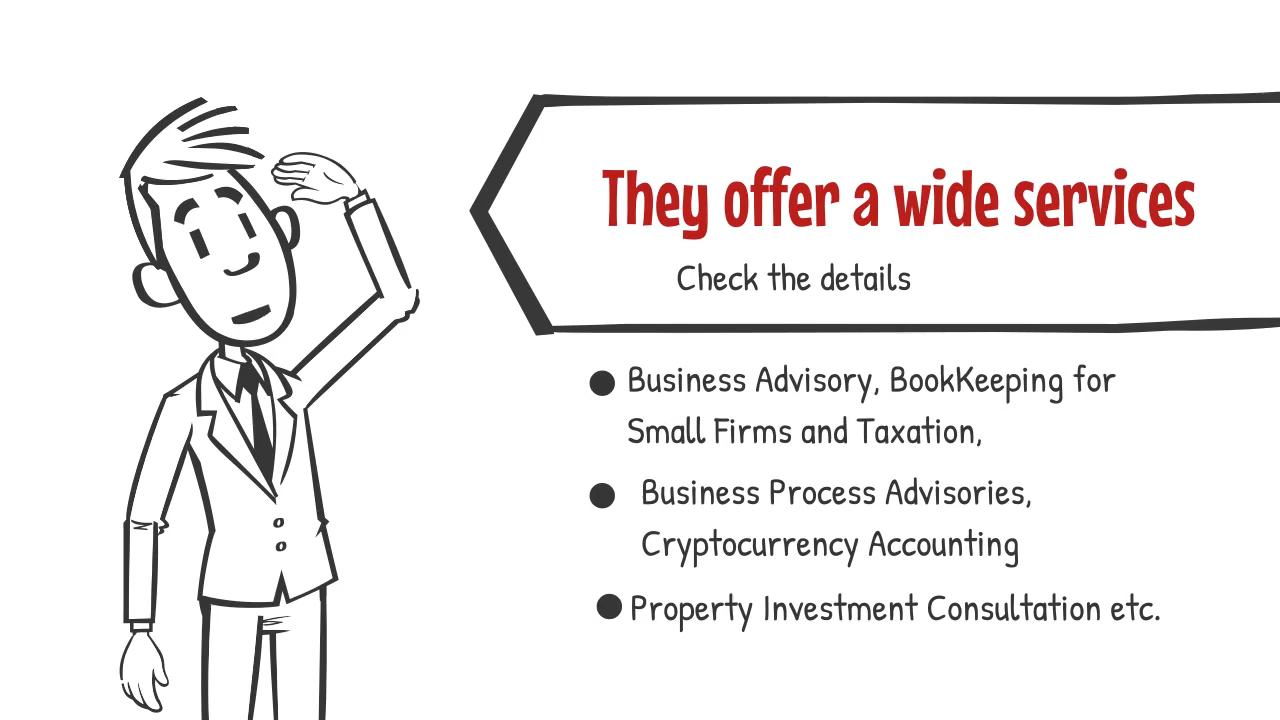 They offer a wide services
Check the details
Business Advisory, BookKeeping for
Small Firms and Taxation,
Business Process Advisories,
Cryptocurrency Accounting
Property Investment Consultation etc.